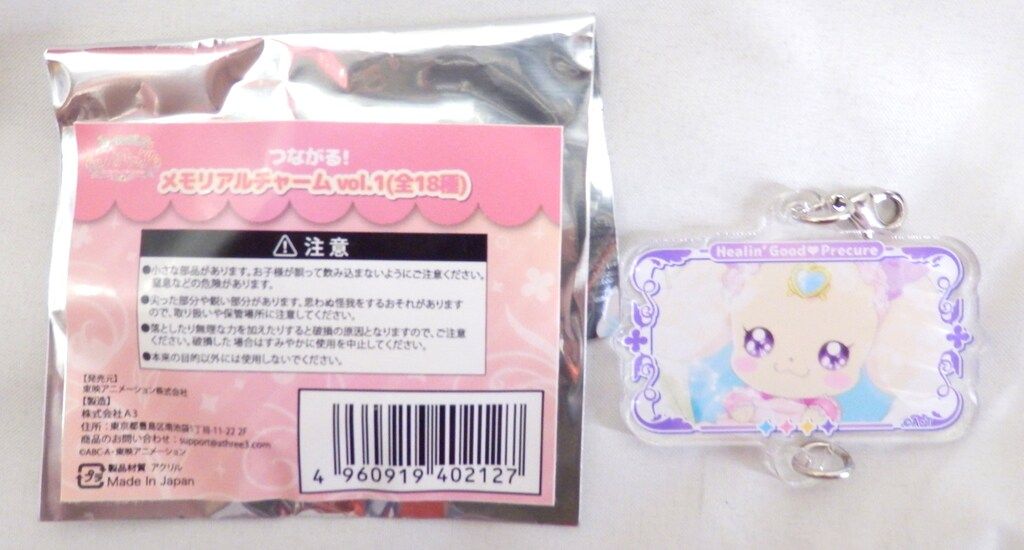 つながる!
メモリアルチャーム vol.1(全18種)
注意
●小さな部品があります。お子様が誤って飲み込まないようにご注意ください。
窒息などの危険があります。
●尖った部分や鋭い部分があります。思わぬ怪我をするおそれがあります
ので、取り扱いや保管場所に注意してください。
●落としたり無理な力を加えたりすると破損の原因となりますので、ご注意
ください。破損した場合はすみやかに使用を中止してください。
●本来の目的以外には使用しないでください。
【発売元】
東映アニメーション株式会社
【製造】
株式会社A3
住所:東京都豊島区南池袋1丁目-11-22 2F
商品のお問い合わせ:support@athree3.com
©ABC-A・東映アニメーション
プラ 製品材質 アクリル
Made In Japan
4 960919 402127
Healin' Good♥Precure